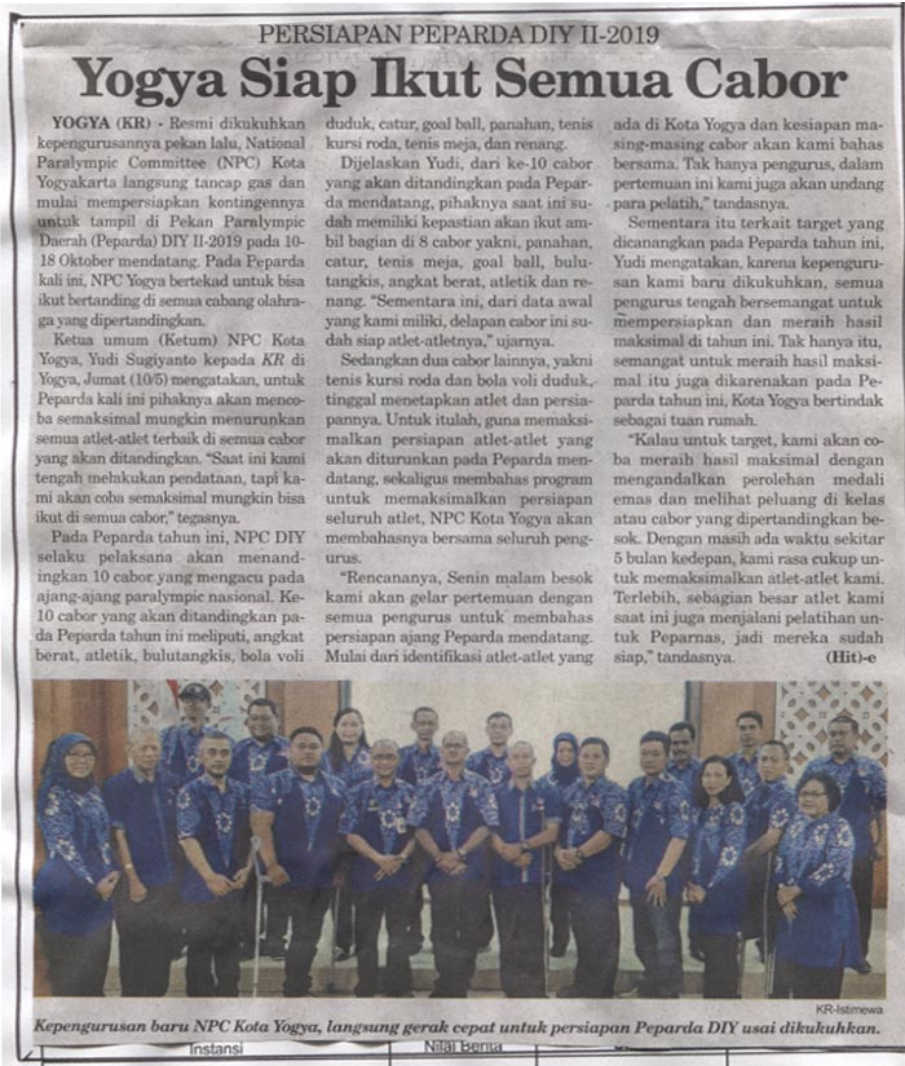 PERSIAPAN PEPARDA DIY II-2019
Yogya Siap Ikut Semua Cabor
YOGYA (KR) - Resmi dikukuhkan
kepengurusannya pekan lalu, National
Paralympic Committee (NPC) Kota
Yogyakarta langsung tancap gas dan
mulai mempersiapkan kontingennya
untuk tampil di Pekan Paralympic
Daerah (Peparda) DIY II-2019 pada 10-
18 Oktober mendatang. Pada Peparda
kali ini, NPC Yogya bertekad untuk bisa
ikut bertanding di semua cabang olahra-
ga yang dipertandingkan.
Ketua umum (Ketum) NPC Kota
Yogya, Yudi Sugiyanto kepada KR di
Yogya, Jumat (10/5) mengatakan, untuk
Peparda kali ini pihaknya akan menco-
ba semaksimal mungkin menurunkan
semua atlet-atlet terbaik di semua cabor
yang akan ditandingkan. "Saat ini kami
tengah melakukan pendataan, tapi ka-
mi akan coba semaksimal mungkin bisa
ikut di semua cabor," tegasnya.
Pada Peparda tahun ini, NPC DIY
selaku pelaksana akan menand-
ingkan 10 cabor yang mengacu pada
ajang-ajang paralympic nasional. Ke-
10 cabor yang akan ditandingkan pa-
da Peparda tahun ini meliputi, angkat
berat, atletik, bulutangkis, bola voli
duduk, catur, goal ball, panahan, tenis
kursi roda, tenis meja, dan renang.
Dijelaskan Yudi, dari ke-10 cabor
yang akan ditandingkan pada Pepar-
da mendatang, pihaknya saat ini su-
dah memiliki kepastian akan ikut am-
bil bagian di 8 cabor yakni, panahan,
catur, tenis meja, goal ball, bulu-
tangkis, angkat berat, atletik dan re-
nang. "Sementara ini, dari data awal
yang kami miliki, delapan cabor ini su-
dah siap atlet-atletnya," ujarnya.
Sedangkan dua cabor lainnya, yakni
tenis kursi roda dan bola voli duduk,
tinggal menetapkan atlet dan persia-
pannya. Untuk itulah, guna memaksi-
malkan persiapan atlet-atlet yang
akan diturunkan pada Peparda men-
datang, sekaligus membahas program
untuk memaksimalkan persiapan
seluruh atlet, NPC Kota Yogya akan
membahasnya bersama seluruh peng-
urus.
"Rencananya, Senin malam besok
kami akan gelar pertemuan dengan
semua pengurus untuk membahas
persiapan ajang Peparda mendatang.
Mulai dari identifikasi atlet-atlet yang
ada di Kota Yogya dan kesiapan ma-
sing-masing cabor akan kami bahas
bersama. Tak hanya pengurus, dalam
pertemuan ini kami juga akan undang
para pelatih," tandasnya.
Sementara itu terkait target yang
dicanangkan pada Peparda tahun ini,
Yudi mengatakan, karena kepenguru-
san kami baru dikukuhkan, semua
pengurus tengah bersemangat untuk
mempersiapkan dan meraih hasil
maksimal di tahun ini. Tak hanya itu,
semangat untuk meraih hasil maksi-
mal itu juga dikarenakan pada Pe-
parda tahun ini, Kota Yogya bertindak
sebagai tuan rumah.
"Kalau untuk target, kami akan co-
ba meraih hasil maksimal dengan
mengandalkan perolehan medali
emas dan melihat peluang di kelas
atau cabor yang dipertandingkan be-
sok. Dengan masih ada waktu sekitar
5 bulan kedepan, kami rasa cukup un-
tuk memaksimalkan atlet-atlet kami.
Terlebih, sebagian besar atlet kami
saat ini juga menjalani pelatihan un-
tuk Peparnas, jadi mereka sudah
siap," tandasnya. (Hit)-e
KR-Istimewa
Kepengurusan baru NPC Kota Yogya, langsung gerak cepat untuk persiapan Peparda DIY usai dikukuhkan.
Instansi Nilai Berita